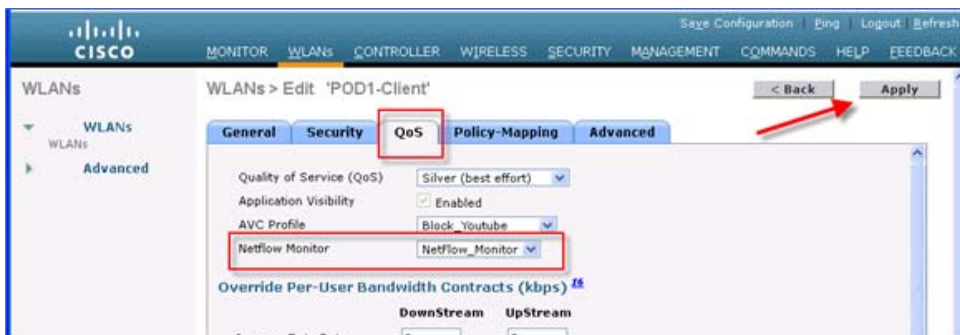 Save Configuration Ping Logout Refresh
CISCO
MONITOR WLANs CONTROLLER WIRELESS SECURITY MANAGEMENT COMMANDS HELP FEEDBACK
WLANs
WLANs > Edit 'POD1-Client'
< Back Apply
WLANs
WLANs
Advanced
General Security QoS Policy-Mapping Advanced
Quality of Service (QoS) Silver (best effort)
Application Visibility Enabled
AVC Profile Block_Youtube
Netflow Monitor NetFlow_Monitor
Override Per-User Bandwidth Contracts (kbps) 16
DownStream UpStream